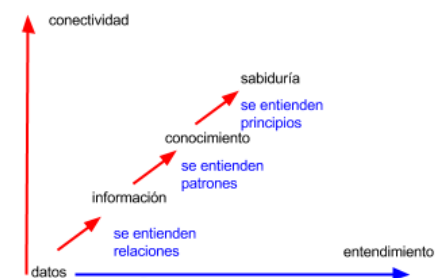 conectividad
sabiduría
se entienden
principios
conocimiento
se entienden
patrones
información
se entienden
relaciones
entendimiento
datos